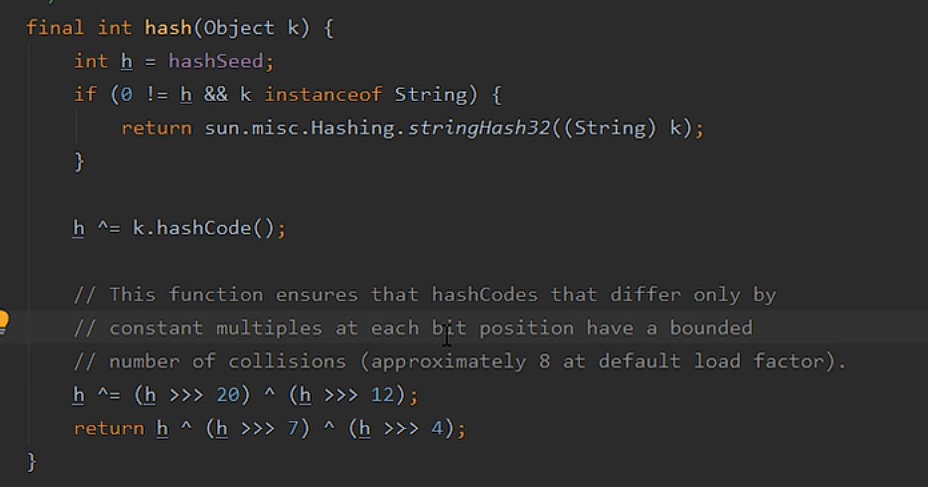 final int hash(Object k) {
    int h = hashSeed;
    if (0 != h && k instanceof String) {
        return sun.misc.Hashing.stringHash32((String) k);
    }
    h ^= k.hashCode();
    // This function ensures that hashCodes that differ only by
    // constant multiples at each bit position have a bounded
    // number of collisions (approximately 8 at default load factor).
    h ^= (h >>> 20) ^ (h >>> 12);
    return h ^ (h >>> 7) ^ (h >>> 4);
}